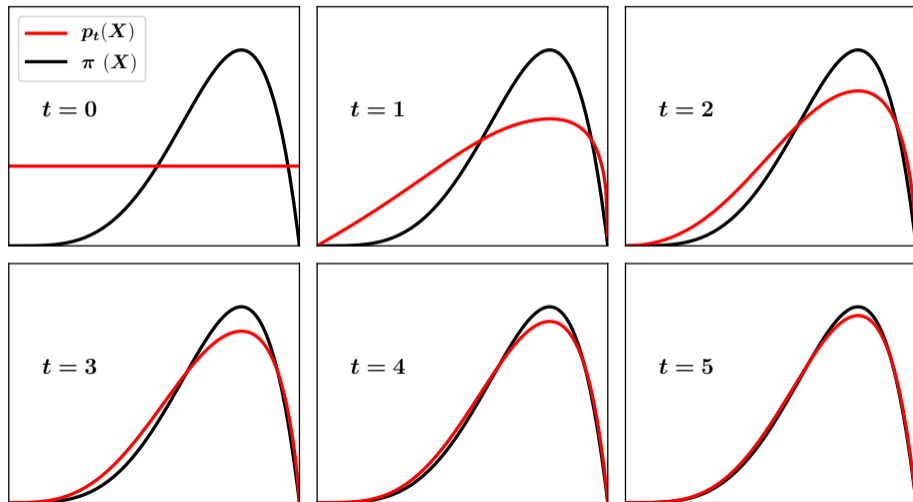 p_t(X)
π (X)
t = 0
t = 1
t = 2
t = 3
t = 4
t = 5